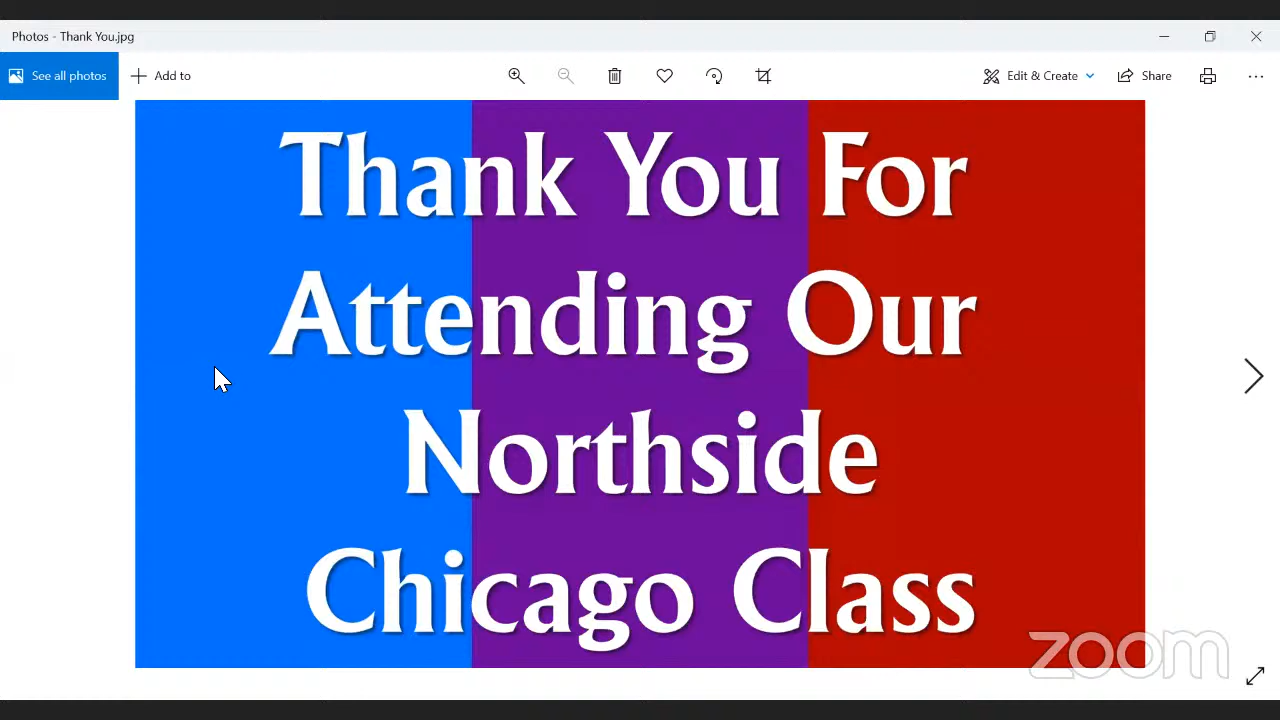 Photos - Thank You.jpg
See all photos
Add to
Edit & Create
Share
Thank You For
Attending Our
Northside
Chicago Class
zoom